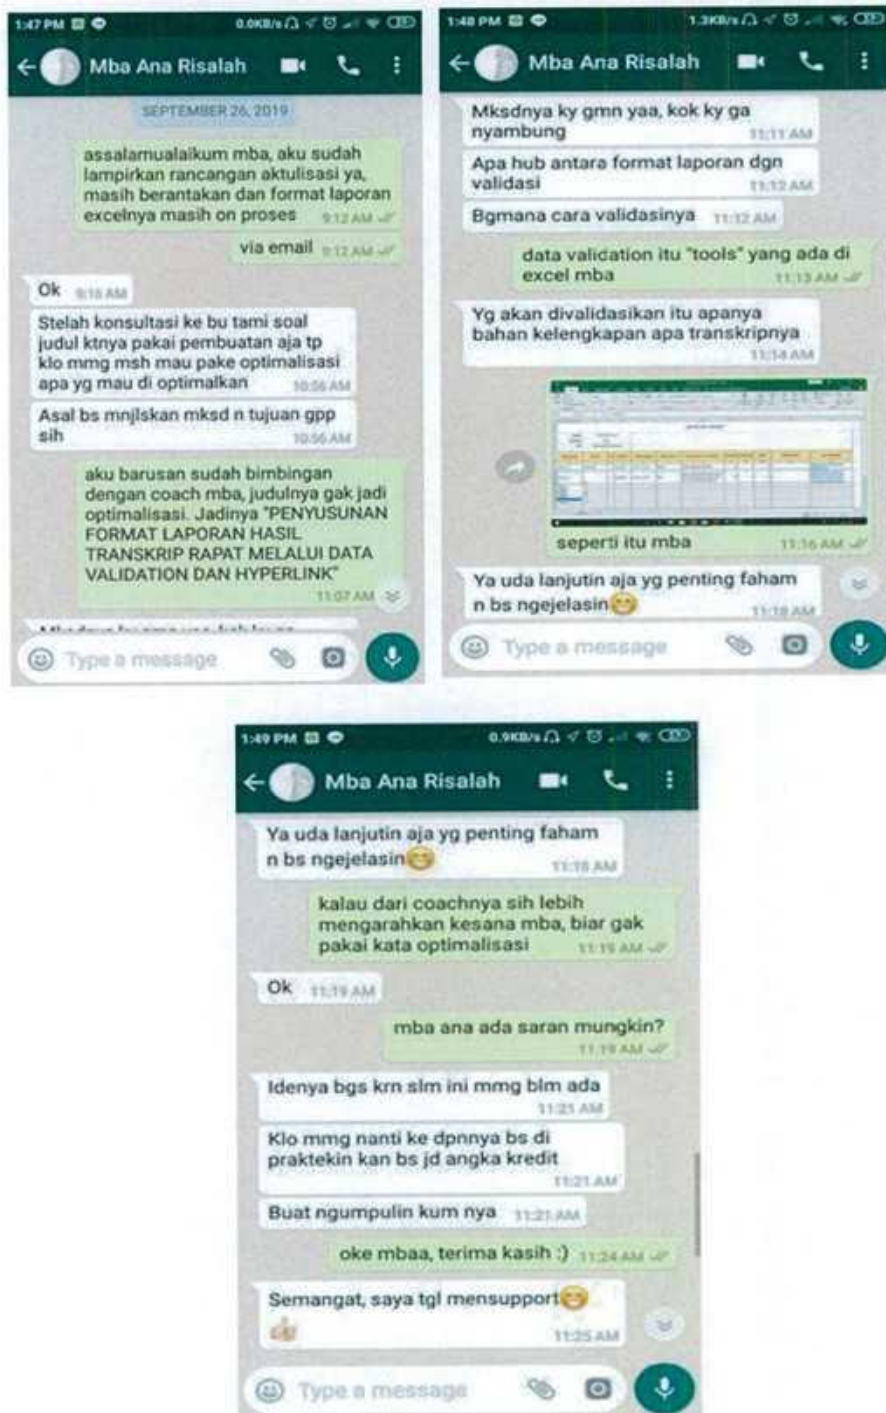 1:47 PM
0.0KB/s
Mba Ana Risalah
SEPTEMBER 26, 2019
assalamualaikum mba, aku sudah
lampirkan rancangan aktulisasi ya,
masih berantakan dan format laporan
excelnya masih on proses 9:12 AM
via email 9:12 AM
Ok 9:16 AM
Stelah konsultasi ke bu tami soal
judul ktnya pakai pembuatan aja tp
klo mmg msh mau pake optimalisasi
apa yg mau di optimalkan 10:56 AM
Asal bs mnjlskan mksd n tujuan gpp
sih 10:56 AM
aku barusan sudah bimbingan
dengan coach mba, judulnya gak jadi
optimalisasi. Jadinya "PENYUSUNAN
FORMAT LAPORAN HASIL
TRANSKRIP RAPAT MELALUI DATA
VALIDATION DAN HYPERLINK"
11:07 AM
Type a message
1:48 PM
1.3KB/s
Mba Ana Risalah
Mksdnya ky gmn yaa, kok ky ga
nyambung 11:11 AM
Apa hub antara format laporan dgn
validasi 11:12 AM
Bgmana cara validasinya 11:12 AM
data validation itu "tools" yang ada di
excel mba 11:13 AM
Yg akan divalidasikan itu apanya
bahan kelengkapan apa transkripnya
11:14 AM
seperti itu mba 11:16 AM
Ya uda lanjutin aja yg penting faham
n bs ngejelasin😁 11:18 AM
Type a message
1:49 PM
0.9KB/s
Mba Ana Risalah
Ya uda lanjutin aja yg penting faham
n bs ngejelasin😁 11:18 AM
kalau dari coachnya sih lebih
mengarahkan kesana mba, biar gak
pakai kata optimalisasi 11:19 AM
Ok 11:19 AM
mba ana ada saran mungkin?
11:19 AM
Idenya bgs krn slm ini mmg blm ada
11:21 AM
Klo mmg nanti ke dpnnya bs di
praktekin kan bs jd angka kredit
11:21 AM
Buat ngumpulin kum nya 11:21 AM
oke mbaa, terima kasih :) 11:24 AM
Semangat, saya tgl mensupport😁
👍 11:25 AM
Type a message